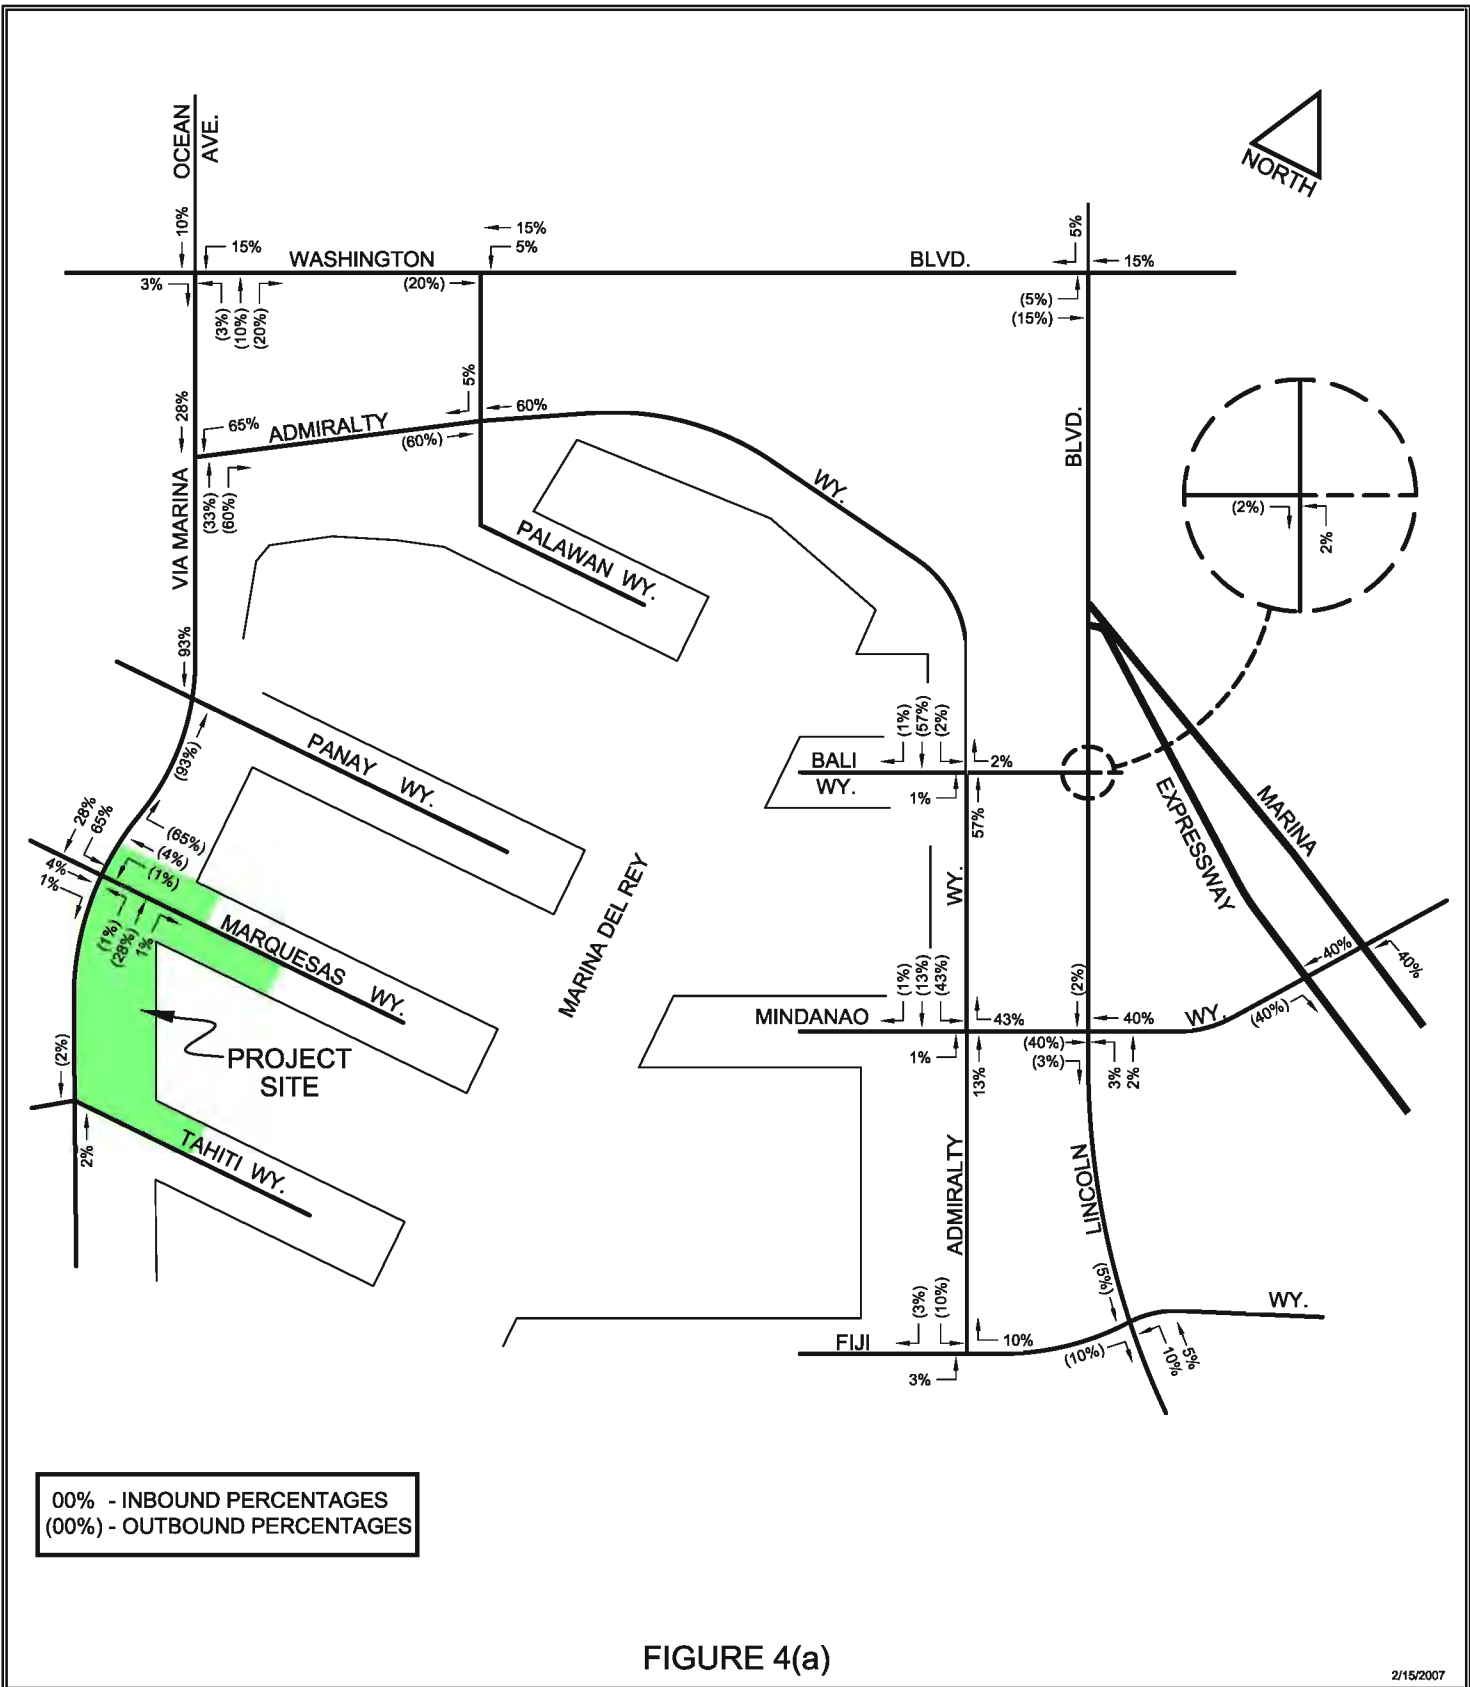 OCEAN
AVE.
NORTH
10%
15%
WASHINGTON
15%
5%
BLVD.
5%
15%
3%
(3%)
(10%)
(20%)
(20%)
(5%)
(15%)
28%
65%
ADMIRALTY
5%
60%
(60%)
VIA MARINA
(33%)
(60%)
WY.
BLVD.
(2%)
2%
PALAWAN WY.
93%
(93%)
PANAY WY.
(1%)
(57%)
(2%)
BALI
WY.
2%
1%
57%
EXPRESSWAY
MARINA
28%
65%
(65%)
(4%)
(1%)
4%
1%
(1%)
(28%)
1%
MARQUESAS WY.
MARINA DEL REY
WY.
40%
40%
(40%)
(1%)
(13%)
(43%)
(2%)
MINDANAO
43%
40%
WY.
1%
13%
(40%)
(3%)
3%
2%
PROJECT
SITE
(2%)
2%
TAHITI WY.
ADMIRALTY
LINCOLN
(3%)
(10%)
(5%)
WY.
FIJI
10%
3%
(10%)
10%
5%
00% - INBOUND PERCENTAGES
(00%) - OUTBOUND PERCENTAGES
FIGURE 4(a)
2/15/2007